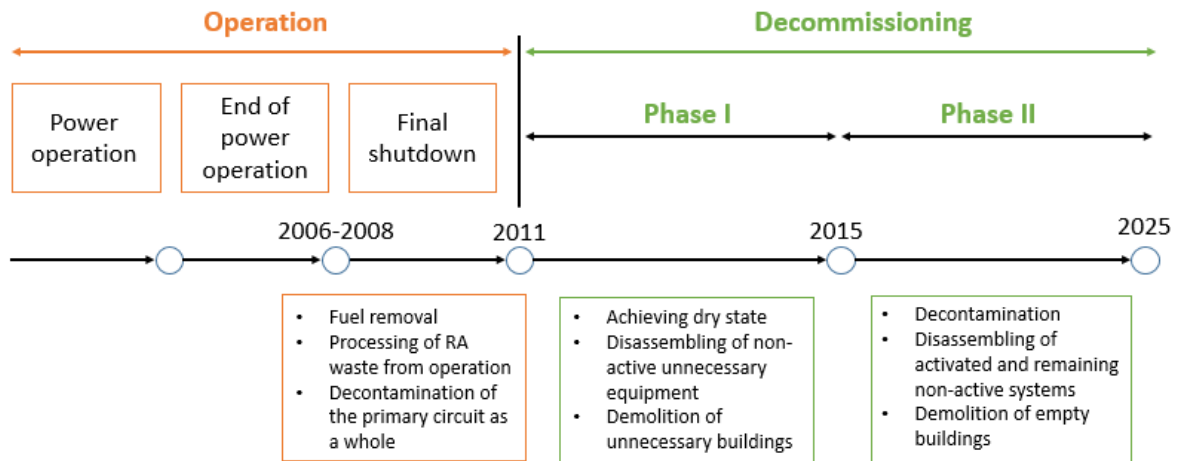 Operation
Decommissioning
Power
operation
End of
power
operation
Final
shutdown
Phase I
Phase II
2006-2008
2011
2015
2025
• Fuel removal
• Processing of RA
waste from operation
• Decontamination of
the primary circuit as
a whole
• Achieving dry state
• Disassembling of non-
active unnecessary
equipment
• Demolition of
unnecessary buildings
• Decontamination
• Disassembling of
activated and remaining
non-active systems
• Demolition of empty
buildings